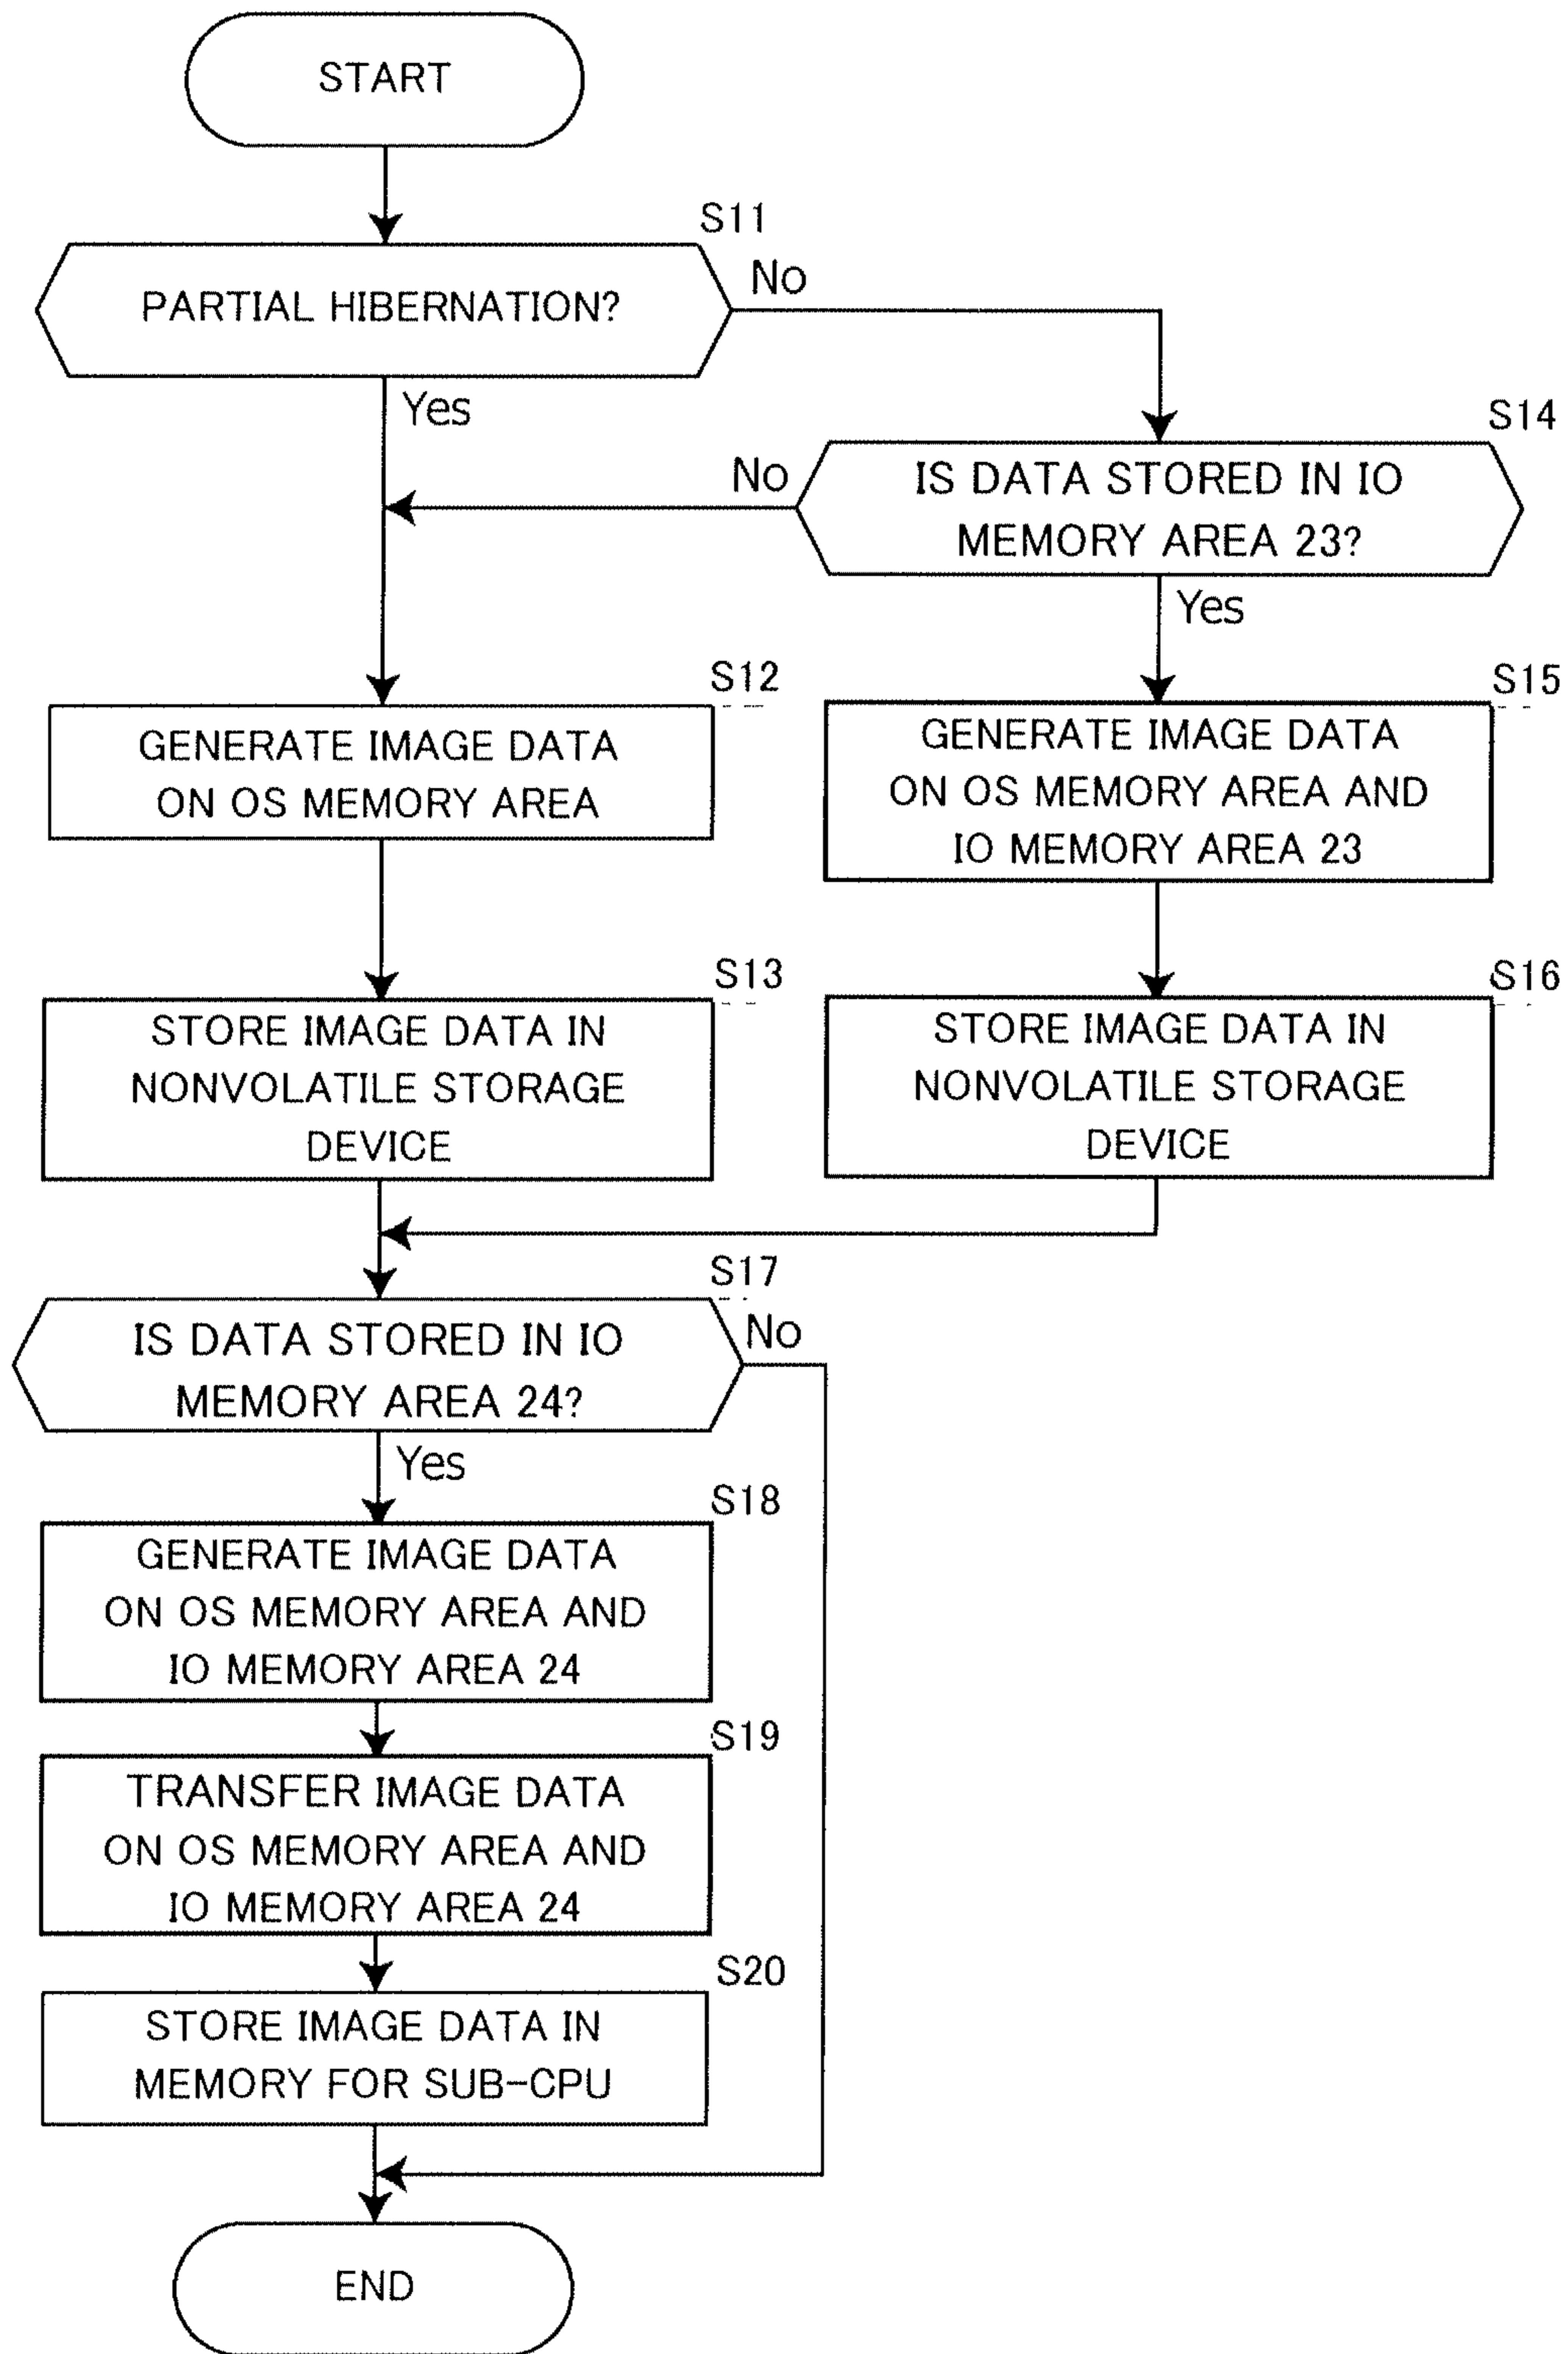 START
S11
PARTIAL HIBERNATION?
No
Yes
S14
IS DATA STORED IN IO
MEMORY AREA 23?
No
Yes
S12
GENERATE IMAGE DATA
ON OS MEMORY AREA
S15
GENERATE IMAGE DATA
ON OS MEMORY AREA AND
IO MEMORY AREA 23
S13
STORE IMAGE DATA IN
NONVOLATILE STORAGE
DEVICE
S16
STORE IMAGE DATA IN
NONVOLATILE STORAGE
DEVICE
S17
IS DATA STORED IN IO
MEMORY AREA 24?
No
Yes
S18
GENERATE IMAGE DATA
ON OS MEMORY AREA AND
IO MEMORY AREA 24
S19
TRANSFER IMAGE DATA
ON OS MEMORY AREA AND
IO MEMORY AREA 24
S20
STORE IMAGE DATA IN
MEMORY FOR SUB-CPU
END